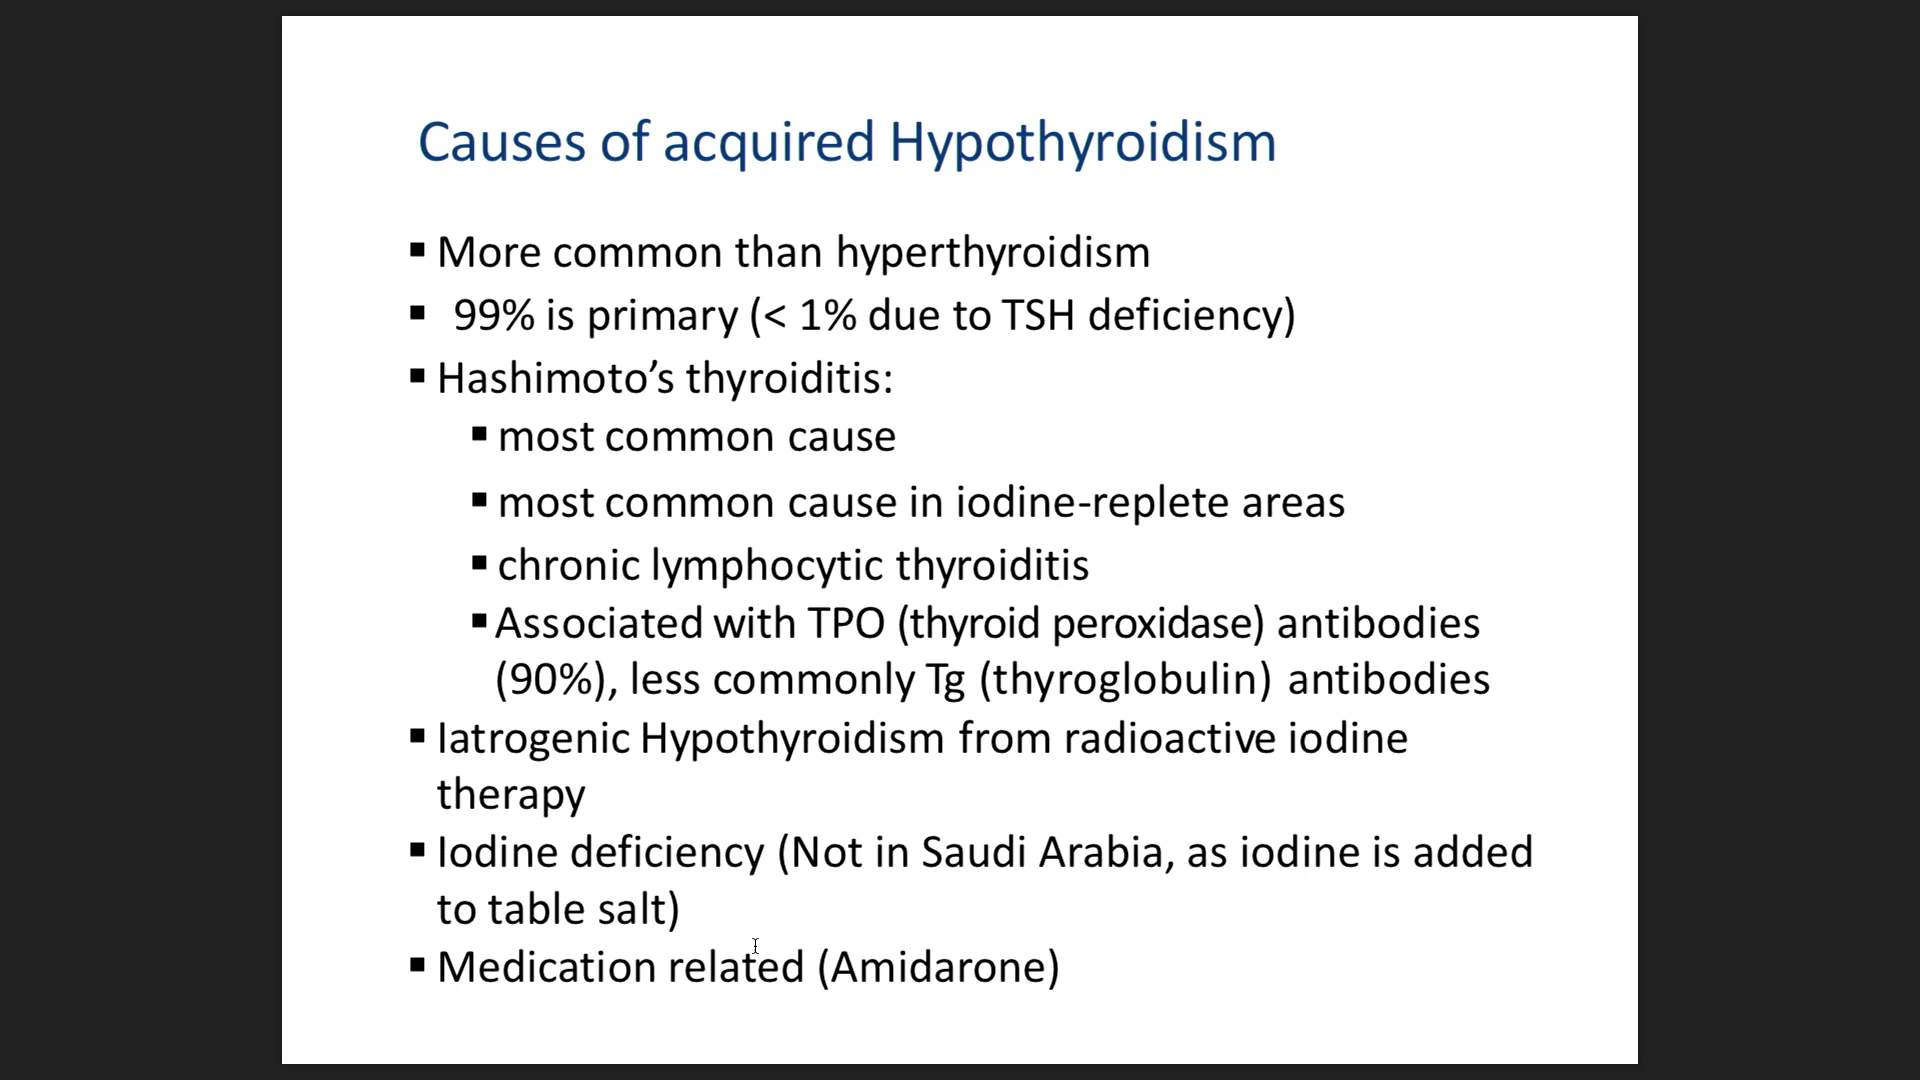 Causes of acquired Hypothyroidism
▪ More common than hyperthyroidism
▪ 99% is primary (< 1% due to TSH deficiency)
▪ Hashimoto’s thyroiditis:
▪ most common cause
▪ most common cause in iodine-replete areas
▪ chronic lymphocytic thyroiditis
▪ Associated with TPO (thyroid peroxidase) antibodies
(90%), less commonly Tg (thyroglobulin) antibodies
▪ Iatrogenic Hypothyroidism from radioactive iodine
therapy
▪ Iodine deficiency (Not in Saudi Arabia, as iodine is added
to table salt)
▪ Medication related (Amidarone)